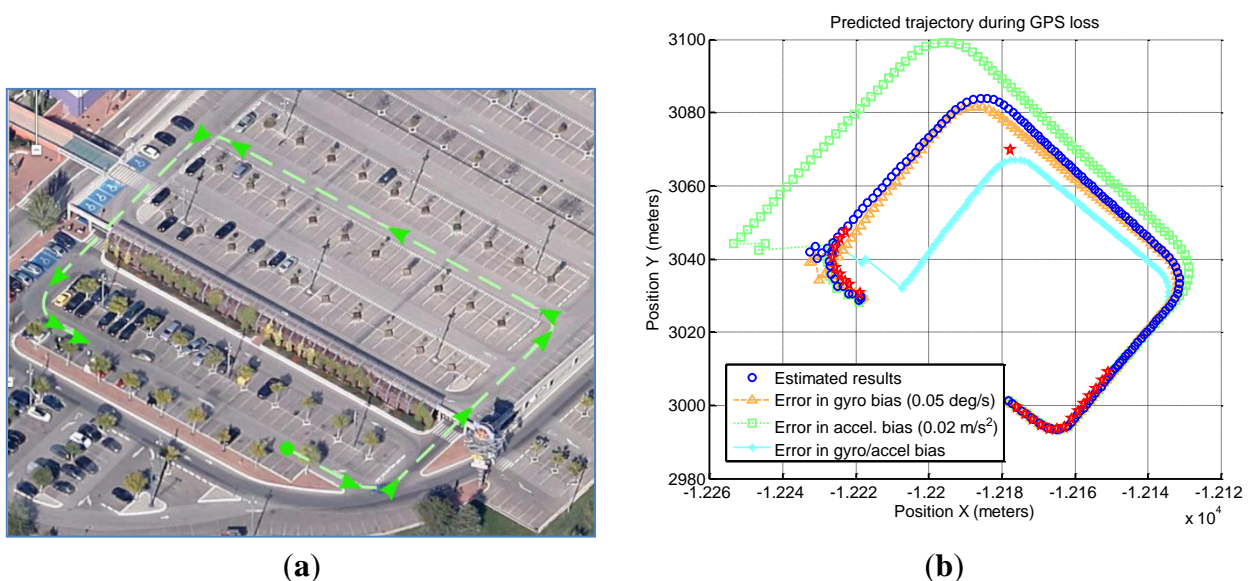 Predicted trajectory during GPS loss
3100
3080
3060
3040
3020
3000
2980
Position Y (meters)
Estimated results
Error in gyro bias (0.05 deg/s)
Error in accel. bias (0.02 m/s²)
Error in gyro/accel bias
-1.226 -1.224 -1.222 -1.22 -1.218 -1.216 -1.214 -1.212
Position X (meters)
x 10⁴
(a) (b)